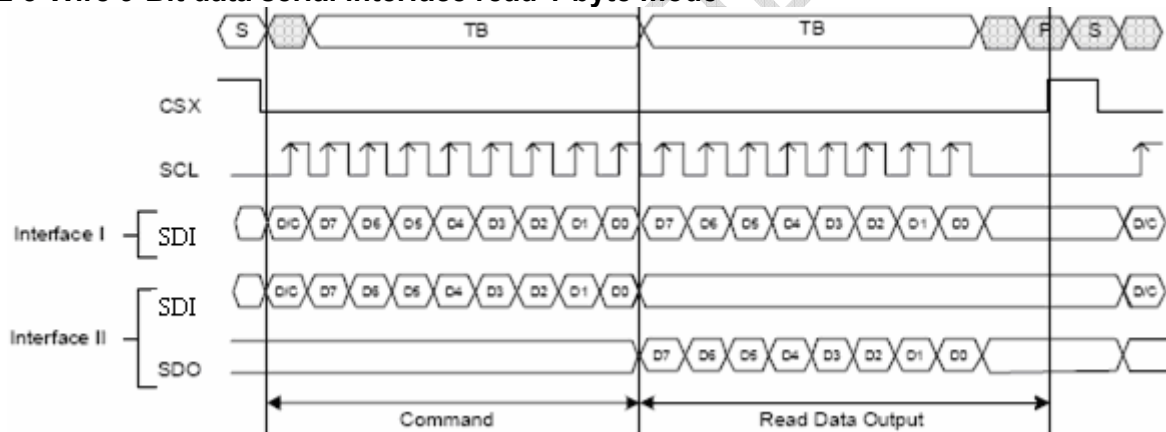 3-Wire 9-Bit data serial interface read 1-byte mode
S TB TB P S
CSX
SCL
Interface I SDI D/C D7 D6 D5 D4 D3 D2 D1 D0 D7 D6 D5 D4 D3 D2 D1 D0 D/C
SDI D/C D7 D6 D5 D4 D3 D2 D1 D0 D/C
Interface II
SDO D7 D6 D5 D4 D3 D2 D1 D0
Command Read Data Output